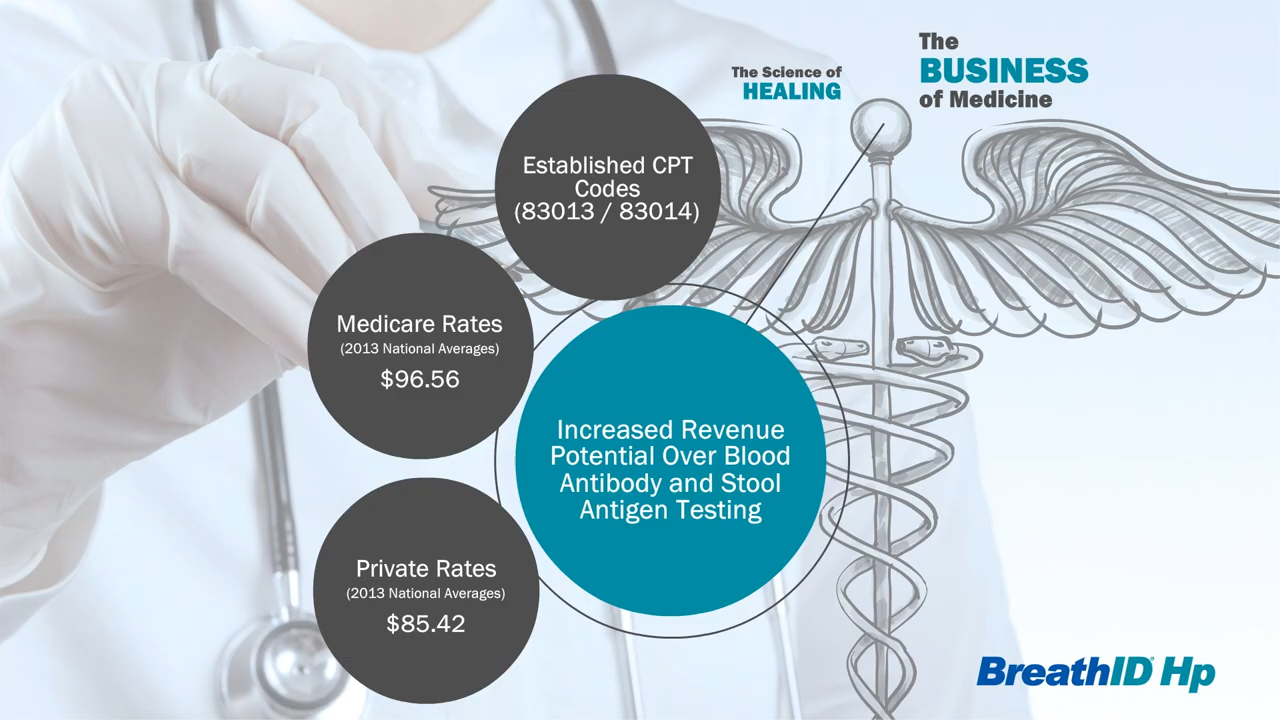 The Science of
HEALING
The
BUSINESS
of Medicine
Established CPT
Codes
(83013 / 83014)
Medicare Rates
(2013 National Averages)
$96.56
Increased Revenue
Potential Over Blood
Antibody and Stool
Antigen Testing
Private Rates
(2013 National Averages)
$85.42
BreathID® Hp